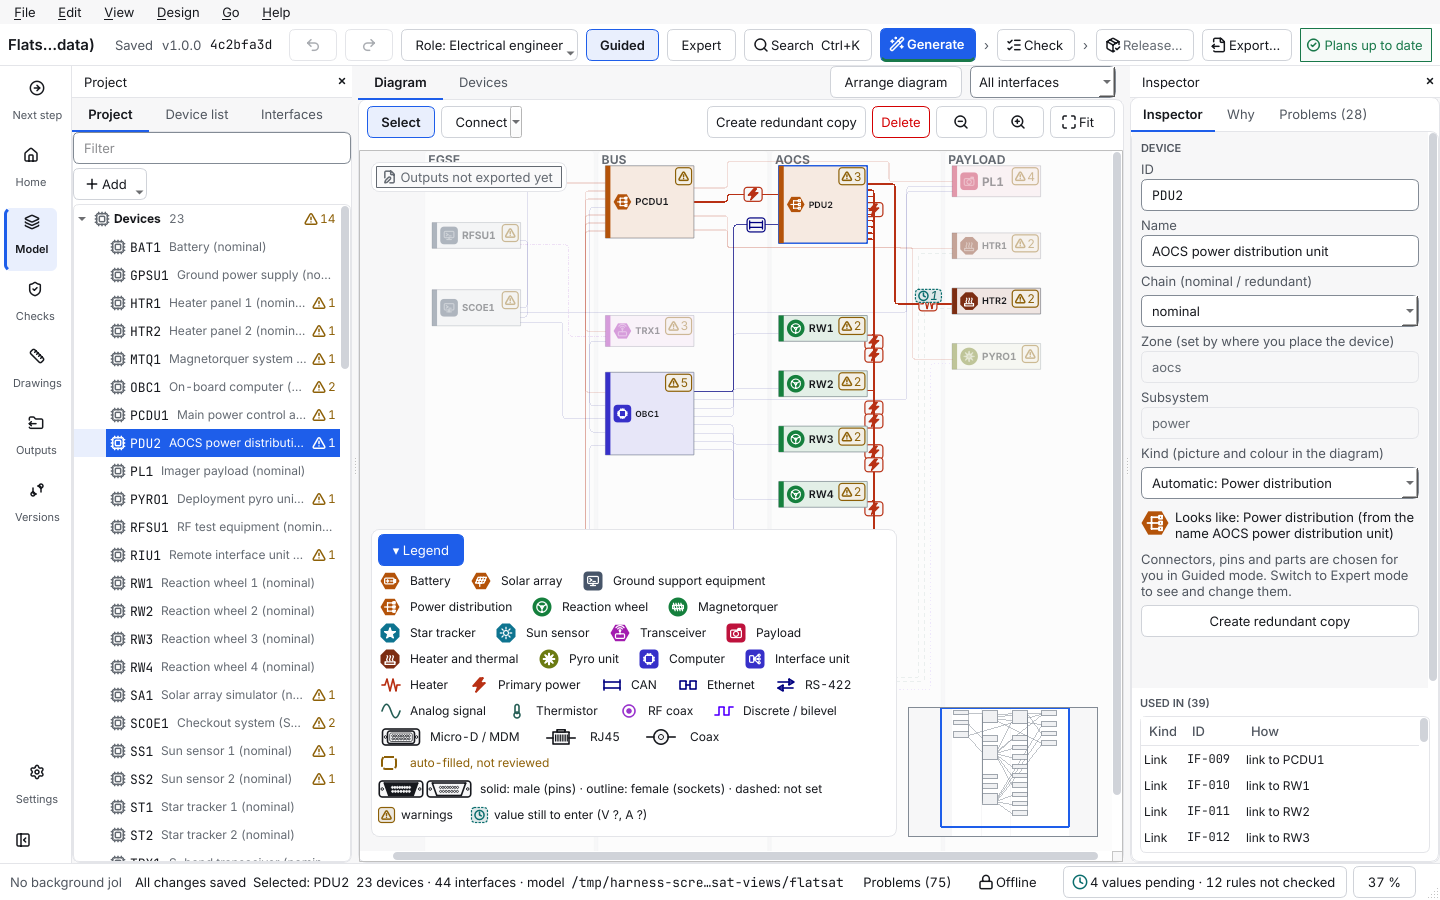 File Edit View Design Go Help
Flats...data) Saved v1.0.0 4c2bfa3d Role: Electrical engineer Guided Expert Search Ctrl+K Generate › Check › Release... Export... Plans up to date
Next step
Home
Model
Checks
Drawings
Outputs
Versions
Settings
Project ×
Project Device list Interfaces
Filter
+ Add
Devices 23 14
BAT1 Battery (nominal)
GPSU1 Ground power supply (no...
HTR1 Heater panel 1 (nomin... 1
HTR2 Heater panel 2 (nomin... 1
MTQ1 Magnetorquer system ... 1
OBC1 On-board computer (... 2
PCDU1 Main power control a... 1
PDU2 AOCS power distributi... 1
PL1 Imager payload (nominal)
PYRO1 Deployment pyro uni... 1
RFSU1 RF test equipment (nomin...
RIU1 Remote interface unit ... 1
RW1 Reaction wheel 1 (nominal)
RW2 Reaction wheel 2 (nominal)
RW3 Reaction wheel 3 (nominal)
RW4 Reaction wheel 4 (nominal)
SA1 Solar array simulator (n... 1
SCOE1 Checkout system (S... 2
SS1 Sun sensor 1 (nominal) 1
SS2 Sun sensor 2 (nominal) 1
ST1 Star tracker 1 (nominal)
ST2 Star tracker 2 (nominal)
Diagram Devices Arrange diagram All interfaces
Select Connect Create redundant copy Delete Fit
EGSE BUS AOCS PAYLOAD
Outputs not exported yet
PCDU1
PDU2 3
PL1 4
RFSU1
HTR1 2
SCOE1
1
HTR2 2
TRX1 3
RW1 2
PYRO1
OBC1 5
RW2 2
RW3 2
RW4 2
▾ Legend
Battery Solar array Ground support equipment
Power distribution Reaction wheel Magnetorquer
Star tracker Sun sensor Transceiver Payload
Heater and thermal Pyro unit Computer Interface unit
Heater Primary power CAN Ethernet RS-422
Analog signal Thermistor RF coax Discrete / bilevel
Micro-D / MDM RJ45 Coax
auto-filled, not reviewed
solid: male (pins) · outline: female (sockets) · dashed: not set
warnings value still to enter (V ?, A ?)
Inspector ×
Inspector Why Problems (28)
DEVICE
ID
PDU2
Name
AOCS power distribution unit
Chain (nominal / redundant)
nominal
Zone (set by where you place the device)
aocs
Subsystem
power
Kind (picture and colour in the diagram)
Automatic: Power distribution
Looks like: Power distribution (from the
name AOCS power distribution unit)
Connectors, pins and parts are chosen for
you in Guided mode. Switch to Expert mode
to see and change them.
Create redundant copy
USED IN (39)
Kind ID How
Link IF-009 link to PCDU1
Link IF-010 link to RW1
Link IF-011 link to RW2
Link IF-012 link to RW3
No background jol All changes saved Selected: PDU2 23 devices · 44 interfaces · model /tmp/harness-scre…sat-views/flatsat Problems (75) Offline 4 values pending · 12 rules not checked 37 %